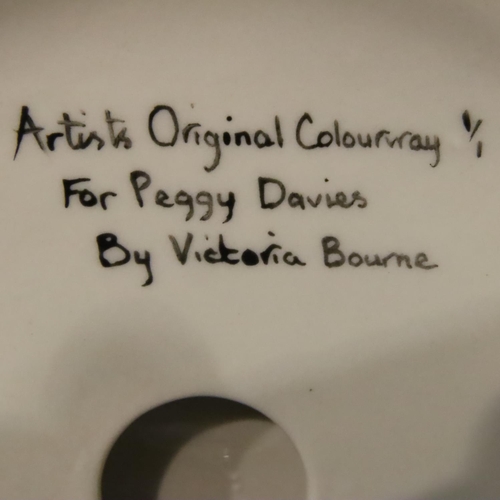 Artists Original Colourway 1/1
For Peggy Davies
By Victoria Bourne